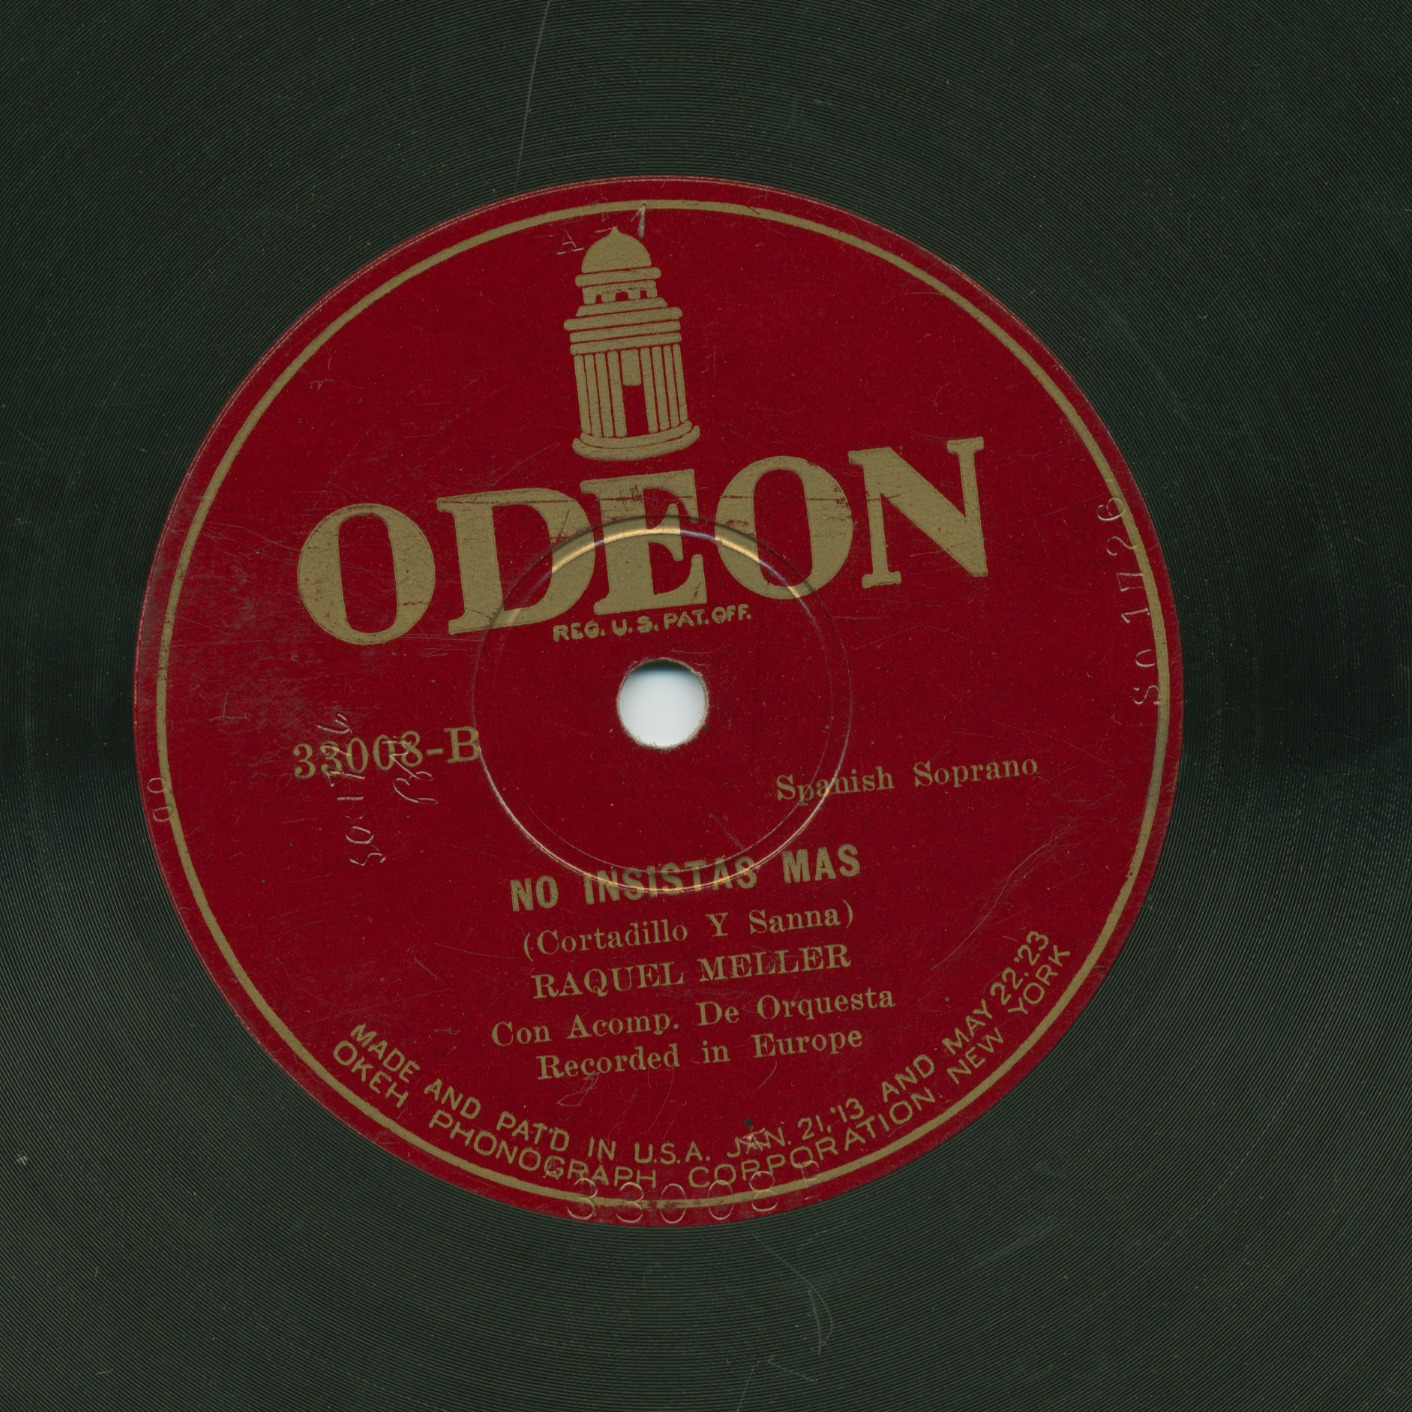 ODEON
REG. U.S. PAT. OFF.
33008-B
Spanish Soprano
NO INSISTAS MAS
(Cortadillo Y Sanna)
RAQUEL MELLER
Con Acomp. De Orquesta
Recorded in Europe
MADE AND PAT'D IN U.S.A. JAN. 21,'13 AND MAY 22,'23
OKEH PHONOGRAPH CORPORATION. NEW YORK
33008